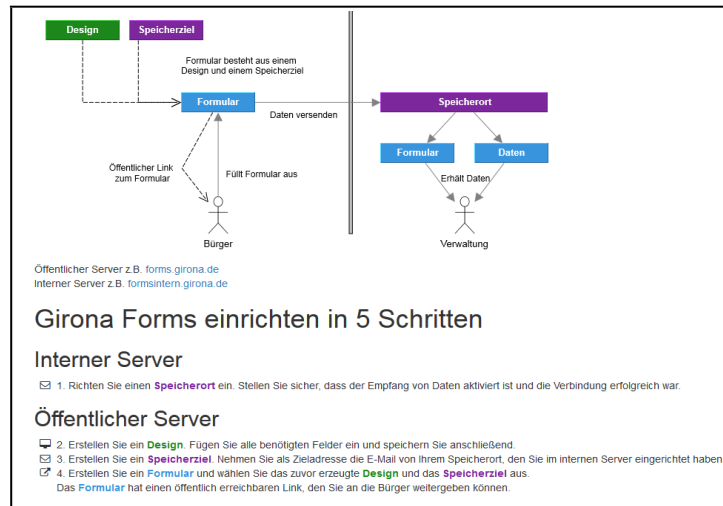 Design
Speicherziel
Formular besteht aus einem
Design und einem Speicherziel
Formular
Speicherort
Daten versenden
Formular
Daten
Öffentlicher Link
zum Formular
Füllt Formular aus
Erhält Daten
Bürger
Verwaltung
Öffentlicher Server z.B. forms.girona.de
Interner Server z.B. formsintern.girona.de
Girona Forms einrichten in 5 Schritten
Interner Server
1. Richten Sie einen Speicherort ein. Stellen Sie sicher, dass der Empfang von Daten aktiviert ist und die Verbindung erfolgreich war.
Öffentlicher Server
2. Erstellen Sie ein Design. Fügen Sie alle benötigten Felder ein und speichern Sie anschließend.
3. Erstellen Sie ein Speicherziel. Nehmen Sie als Zieladresse die E-Mail von Ihrem Speicherort, den Sie im internen Server eingerichtet haben
4. Erstellen Sie ein Formular und wählen Sie das zuvor erzeugte Design und das Speicherziel aus.
Das Formular hat einen öffentlich erreichbaren Link, den Sie an die Bürger weitergeben können.